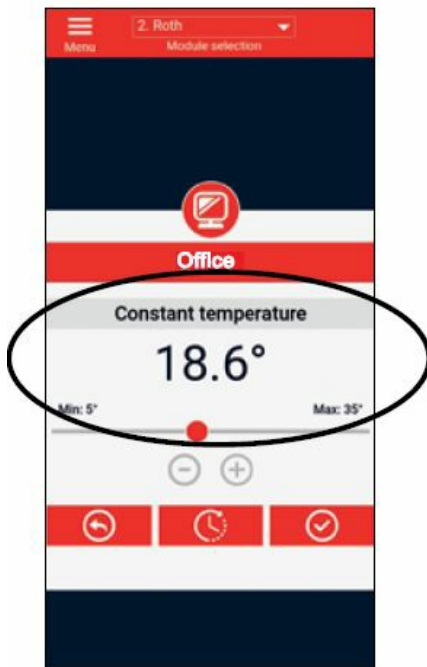 2. Roth
Menu
Module selection
Office
Constant temperature
18.6°
Min: 5°
Max: 35°